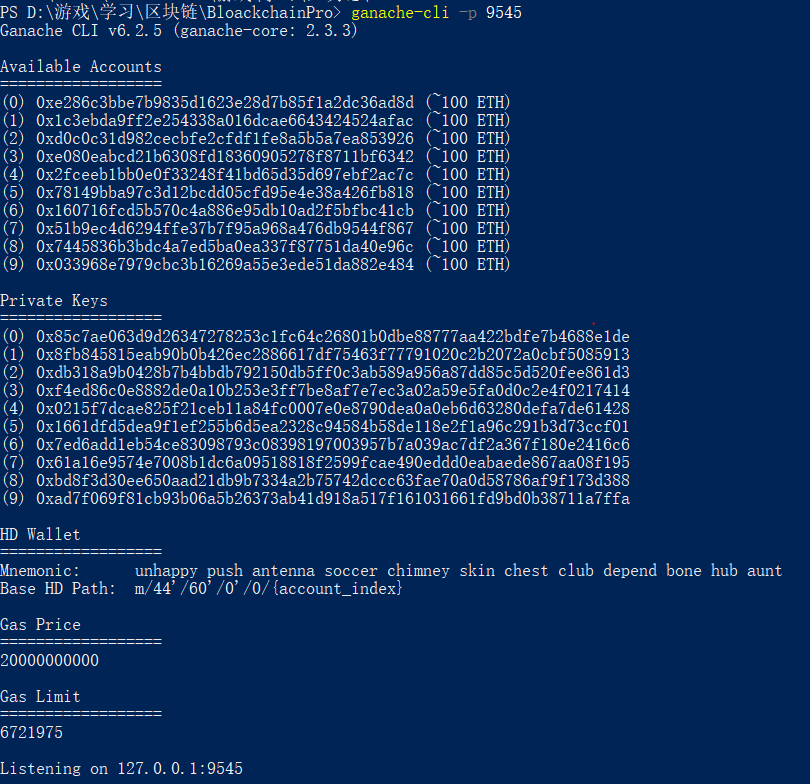 PS D:\游戏\学习\区块链\BloackchainPro> ganache-cli -p 9545
Ganache CLI v6.2.5 (ganache-core: 2.3.3)
Available Accounts
==================
(0) 0xe286c3bbe7b9835d1623e28d7b85f1a2dc36ad8d (~100 ETH)
(1) 0x1c3ebda9ff2e254338a016dcae6643424524afac (~100 ETH)
(2) 0xd0c0c31d982cecbfe2cfdf1fe8a5b5a7ea853926 (~100 ETH)
(3) 0xe080eabcd21b6308fd18360905278f8711bf6342 (~100 ETH)
(4) 0x2fceeb1bb0e0f33248f41bd65d35d697ebf2ac7c (~100 ETH)
(5) 0x78149bba97c3d12bcdd05cfd95e4e38a426fb818 (~100 ETH)
(6) 0x160716fcd5b570c4a886e95db10ad2f5bfbc41cb (~100 ETH)
(7) 0x51b9ec4d6294ffe37b7f95a968a476db9544f867 (~100 ETH)
(8) 0x7445836b3bdc4a7ed5ba0ea337f87751da40e96c (~100 ETH)
(9) 0x033968e7979cbc3b16269a55e3ede51da882e484 (~100 ETH)
Private Keys
==================
(0) 0x85c7ae063d9d26347278253c1fc64c26801b0dbe88777aa422bdfe7b4688e1de
(1) 0x8fb845815eab90b0b426ec2886617df75463f77791020c2b2072a0cbf5085913
(2) 0xdb318a9b0428b7b4bbdb792150db5ff0c3ab589a956a87dd85c5d520fee861d3
(3) 0xf4ed86c0e8882de0a10b253e3ff7be8af7e7ec3a02a59e5fa0d0c2e4f0217414
(4) 0x0215f7dcae825f21ceb11a84fc0007e0e8790dea0a0eb6d63280defa7de61428
(5) 0x1661dfd5dea9f1ef255b6d5ea2328c94584b58de118e2f1a96c291b3d73ccf01
(6) 0x7ed6add1eb54ce83098793c08398197003957b7a039ac7df2a367f180e2416c6
(7) 0x61a16e9574e7008b1dc6a09518818f2599fcae490eddd0eabaede867aa08f195
(8) 0xbd8f3d30ee650aad21db9b7334a2b75742dccc63fae70a0d58786af9f173d388
(9) 0xad7f069f81cb93b06a5b26373ab41d918a517f161031661fd9bd0b38711a7ffa
HD Wallet
==================
Mnemonic:      unhappy push antenna soccer chimney skin chest club depend bone hub aunt
Base HD Path:  m/44'/60'/0'/0/{account_index}
Gas Price
==================
20000000000
Gas Limit
==================
6721975
Listening on 127.0.0.1:9545